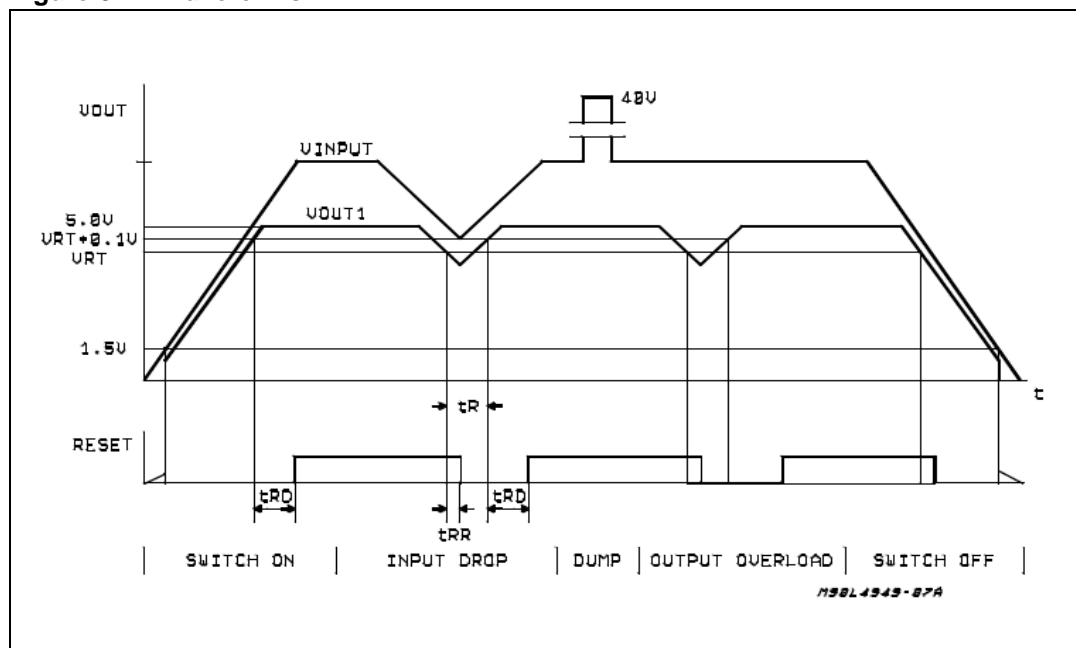 VOUT
40V
VINPUT
5.0V
VOUT1
VRT+0.1V
VRT
1.5V
t
tR
RESET
tRD
tRD
tRR
SWITCH ON
INPUT DROP
DUMP
OUTPUT OVERLOAD
SWITCH OFF
M90L4949-07A